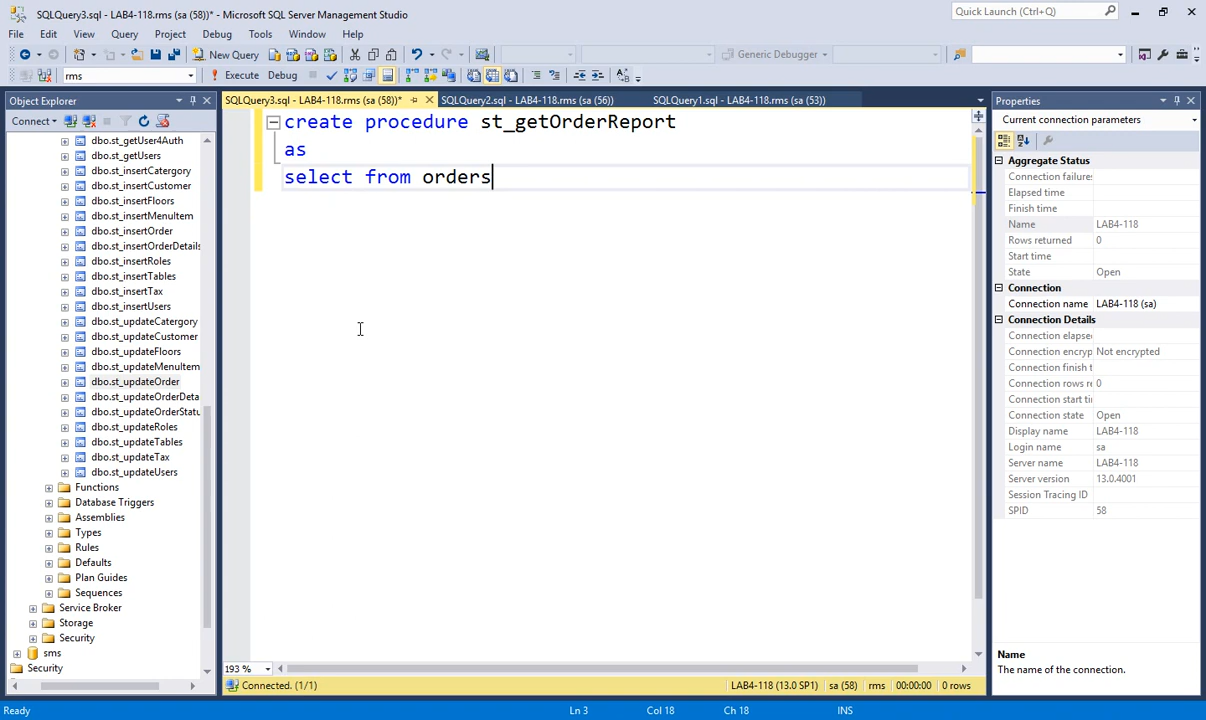 SQLQuery3.sql - LAB4-118.rms (sa (58))* - Microsoft SQL Server Management Studio
Quick Launch (Ctrl+Q)
File Edit View Query Project Debug Tools Window Help
New Query
Generic Debugger
rms
Execute Debug
Object Explorer
SQLQuery3.sql - LAB4-118.rms (sa (58))* SQLQuery2.sql - LAB4-118.rms (sa (56)) SQLQuery1.sql - LAB4-118.rms (sa (53))
Properties
Connect
Current connection parameters
dbo.st_getUser4Auth
dbo.st_getUsers
dbo.st_insertCatergory
dbo.st_insertCustomer
dbo.st_insertFloors
dbo.st_insertMenuItem
dbo.st_insertOrder
dbo.st_insertOrderDetails
dbo.st_insertRoles
dbo.st_insertTables
dbo.st_insertTax
dbo.st_insertUsers
dbo.st_updateCatergory
dbo.st_updateCustomer
dbo.st_updateFloors
dbo.st_updateMenuItem
dbo.st_updateOrder
dbo.st_updateOrderDeta
dbo.st_updateOrderStatu
dbo.st_updateRoles
dbo.st_updateTables
dbo.st_updateTax
dbo.st_updateUsers
Functions
Database Triggers
Assemblies
Types
Rules
Defaults
Plan Guides
Sequences
Service Broker
Storage
Security
sms
Security
create procedure st_getOrderReport
as
select from orders
193 %
Connected. (1/1)
LAB4-118 (13.0 SP1) sa (58) rms 00:00:00 0 rows
Aggregate Status
Connection failures
Elapsed time
Finish time
Name LAB4-118
Rows returned 0
Start time
State Open
Connection
Connection name LAB4-118 (sa)
Connection Details
Connection elapse
Connection encryp Not encrypted
Connection finish t
Connection rows re 0
Connection start ti
Connection state Open
Display name LAB4-118
Login name sa
Server name LAB4-118
Server version 13.0.4001
Session Tracing ID
SPID 58
Name
The name of the connection.
Ready
Ln 3 Col 18 Ch 18 INS